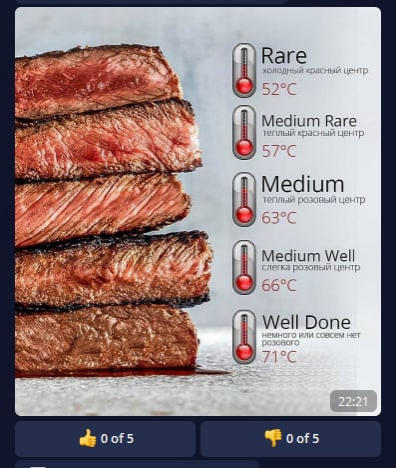 Rare
холодный красный центр
52°C
Medium Rare
теплый красный центр
57°C
Medium
теплый розовый центр
63°C
Medium Well
слегка розовый центр
66°C
Well Done
немного или совсем нет
розового
71°C
22:21
👍 0 of 5
👎 0 of 5